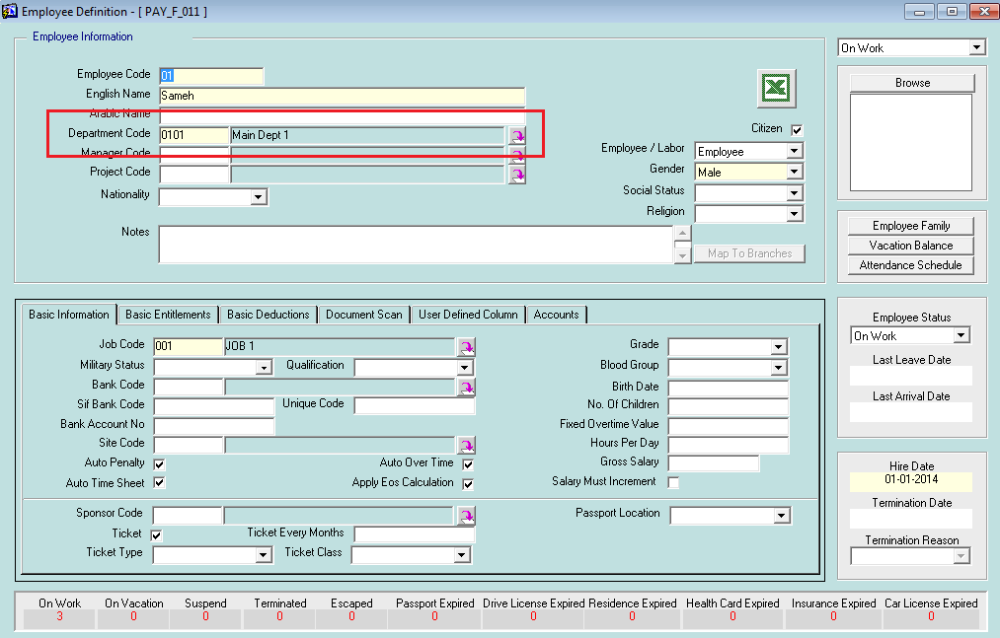 Employee Definition - [ PAY_F_011 ]
Employee Information
Employee Code 01
English Name Sameh
Arabic Name
Department Code 0101 Main Dept 1
Manager Code
Project Code
Nationality
Notes
Citizen
Employee / Labor Employee
Gender Male
Social Status
Religion
Map To Branches
On Work
Browse
Employee Family
Vacation Balance
Attendance Schedule
Basic Information Basic Entitlements Basic Deductions Document Scan User Defined Column Accounts
Job Code 001 JOB 1
Military Status Qualification
Bank Code
Sif Bank Code Unique Code
Bank Account No
Site Code
Auto Penalty Auto Over Time
Auto Time Sheet Apply Eos Calculation
Grade
Blood Group
Birth Date
No. Of Children
Fixed Overtime Value
Hours Per Day
Gross Salary
Salary Must Increment
Sponsor Code Passport Location
Ticket Ticket Every Months
Ticket Type Ticket Class
Employee Status
On Work
Last Leave Date
Last Arrival Date
Hire Date
01-01-2014
Termination Date
Termination Reason
On Work On Vacation Suspend Terminated Escaped Passport Expired Drive License Expired Residence Expired Health Card Expired Insurance Expired Car License Expired
3 0 0 0 0 0 0 0 0 0 0